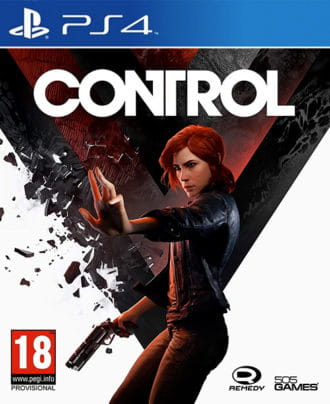 PS4
CONTROL
18
www.pegi.info
PROVISIONAL
REMEDY
505
GAMES